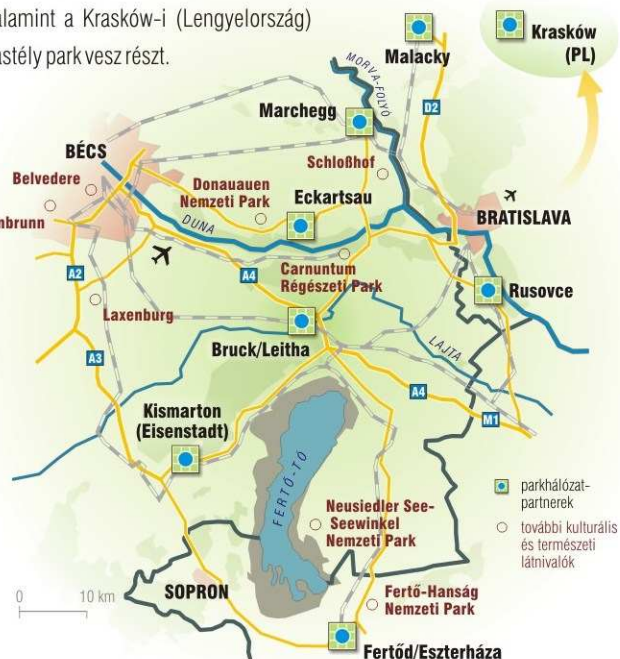 alamint a Krasków-i (Lengyelország)
astély park vesz részt.
Krasków
(PL)
Malacky
MORVA-FOLYÓ
D2
Marchegg
BÉCS
Schloßhof
Belvedere
Donauauen
Nemzeti Park
Eckartsau
nbrunn
DUNA
BRATISLAVA
A2
A4
Carnuntum
Régészeti Park
Rusovce
Laxenburg
Bruck/Leitha
LAJTA
A3
A4
M1
Kismarton
(Eisenstadt)
FERTŐ-TÓ
parkhálózat-
partnerek
Neusiedler See-
Seewinkel
Nemzeti Park
további kulturális
és természeti
látnivalók
SOPRON
Fertő-Hanság
Nemzeti Park
0 10 km
Fertőd/Eszterháza